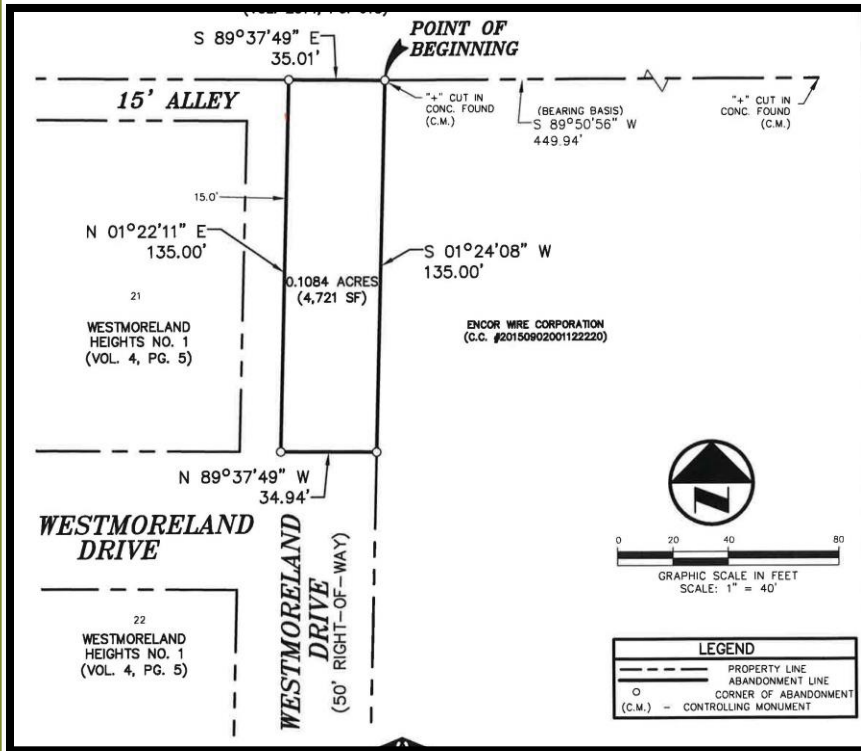 S 89°37'49" E
35.01'
POINT OF
BEGINNING
15' ALLEY
"+" CUT IN
CONC. FOUND
(C.M.)
(BEARING BASIS)
S 89°50'56" W
449.94'
"+" CUT IN
CONC. FOUND
(C.M.)
15.0'
N 01°22'11" E
135.00'
S 01°24'08" W
135.00'
0.1084 ACRES
(4,721 SF)
21
WESTMORELAND
HEIGHTS NO. 1
(VOL. 4, PG. 5)
ENCOR WIRE CORPORATION
(C.C. #20150902001122220)
N 89°37'49" W
34.94'
WESTMORELAND
DRIVE
WESTMORELAND
DRIVE
(50' RIGHT-OF-WAY)
22
WESTMORELAND
HEIGHTS NO. 1
(VOL. 4, PG. 5)
N
0 20 40 80
GRAPHIC SCALE IN FEET
SCALE: 1" = 40'
LEGEND
PROPERTY LINE
ABANDONMENT LINE
CORNER OF ABANDONMENT
(C.M.) - CONTROLLING MONUMENT